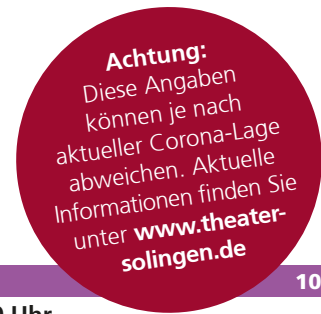 Achtung:
Diese Angaben
können je nach
aktueller Corona-Lage
abweichen. Aktuelle
Informationen finden Sie
unter www.theater-
solingen.de
10
Uhr